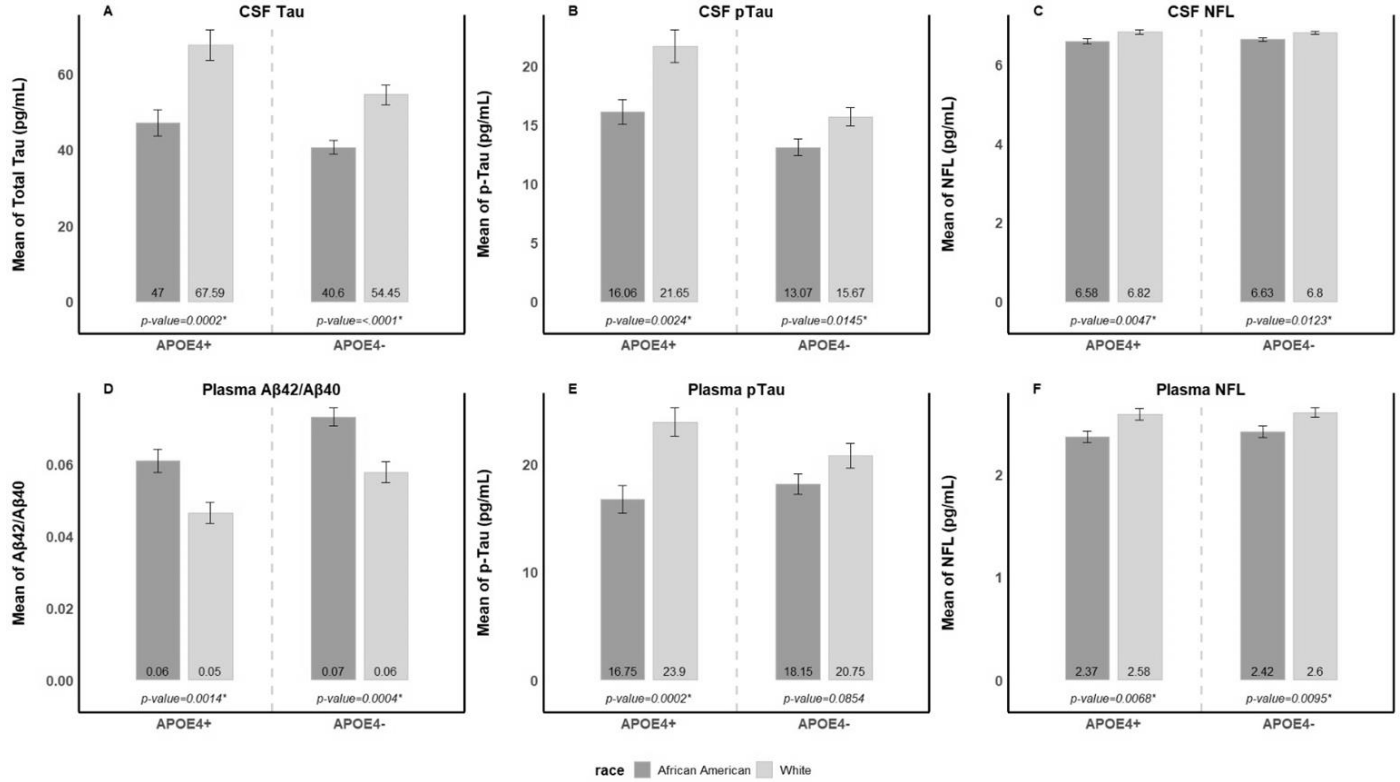 A CSF Tau
Mean of Total Tau (pg/mL)
60
40
20
0
47 67.59 40.6 54.45
p-value=0.0002* p-value=<.0001*
APOE4+ APOE4-
B CSF pTau
Mean of p-Tau (pg/mL)
20
15
10
5
0
16.06 21.65 13.07 15.67
p-value=0.0024* p-value=0.0145*
APOE4+ APOE4-
C CSF NFL
Mean of NFL (pg/mL)
6
4
2
0
6.58 6.82 6.63 6.8
p-value=0.0047* p-value=0.0123*
APOE4+ APOE4-
D Plasma Aβ42/Aβ40
Mean of Aβ42/Aβ40
0.06
0.04
0.02
0.00
0.06 0.05 0.07 0.06
p-value=0.0014* p-value=0.0004*
APOE4+ APOE4-
E Plasma pTau
Mean of p-Tau (pg/mL)
20
10
0
16.75 23.9 18.15 20.75
p-value=0.0002* p-value=0.0854
APOE4+ APOE4-
F Plasma NFL
Mean of NFL (pg/mL)
2
1
0
2.37 2.58 2.42 2.6
p-value=0.0068* p-value=0.0095*
APOE4+ APOE4-
race African American White